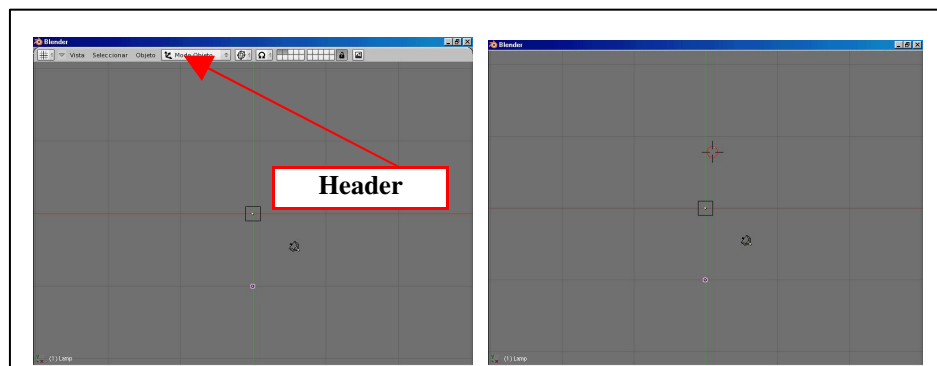 Blender
Vista Seleccionar Objeto Modo Objeto
Header
(1) Lamp
Blender
(1) Lamp